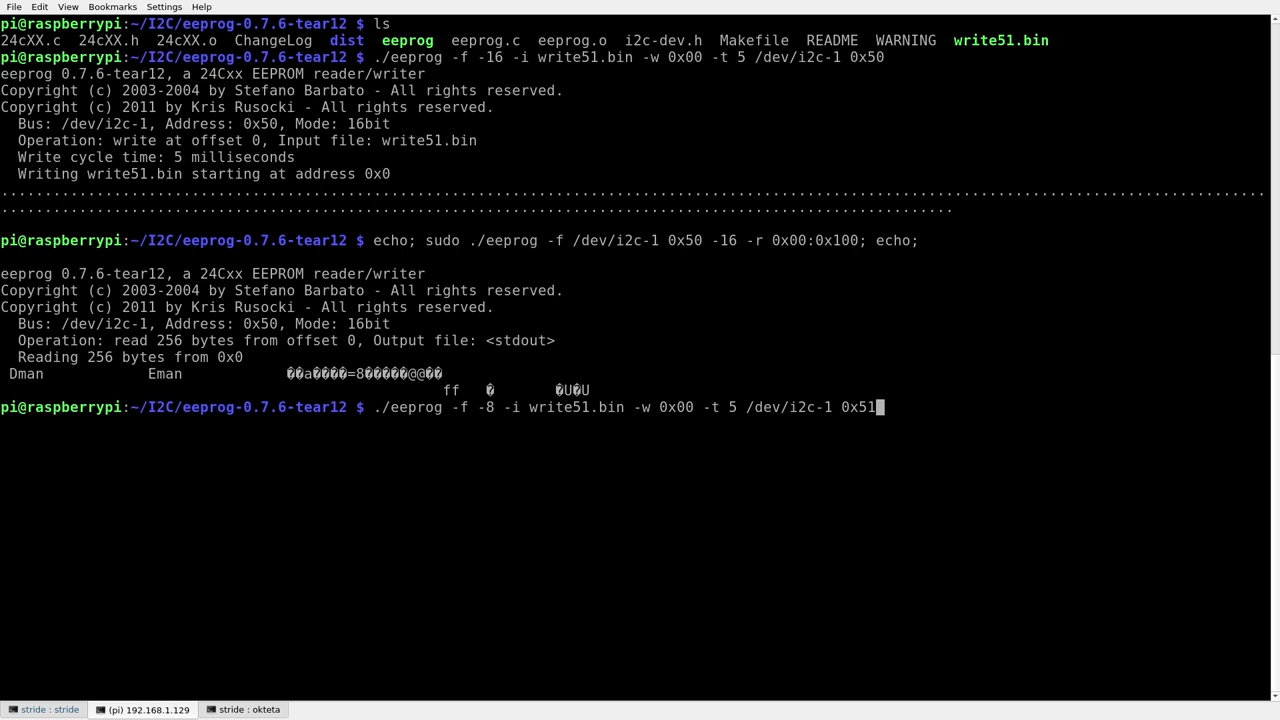 File Edit View Bookmarks Settings Help
pi@raspberrypi:~/I2C/eeprog-0.7.6-tear12 $ ls
24cXX.c  24cXX.h  24cXX.o  ChangeLog  dist  eeprog  eeprog.c  eeprog.o  i2c-dev.h  Makefile  README  WARNING  write51.bin
pi@raspberrypi:~/I2C/eeprog-0.7.6-tear12 $ ./eeprog -f -16 -i write51.bin -w 0x00 -t 5 /dev/i2c-1 0x50
eeprog 0.7.6-tear12, a 24Cxx EEPROM reader/writer
Copyright (c) 2003-2004 by Stefano Barbato - All rights reserved.
Copyright (c) 2011 by Kris Rusocki - All rights reserved.
  Bus: /dev/i2c-1, Address: 0x50, Mode: 16bit
  Operation: write at offset 0, Input file: write51.bin
  Write cycle time: 5 milliseconds
  Writing write51.bin starting at address 0x0
..................................................................................................................................................
..............................................................................................................
pi@raspberrypi:~/I2C/eeprog-0.7.6-tear12 $ echo; sudo ./eeprog -f /dev/i2c-1 0x50 -16 -r 0x00:0x100; echo;
eeprog 0.7.6-tear12, a 24Cxx EEPROM reader/writer
Copyright (c) 2003-2004 by Stefano Barbato - All rights reserved.
Copyright (c) 2011 by Kris Rusocki - All rights reserved.
  Bus: /dev/i2c-1, Address: 0x50, Mode: 16bit
  Operation: read 256 bytes from offset 0, Output file: <stdout>
  Reading 256 bytes from 0x0
 Dman            Eman            ��a����=8�����@@��
ff   �       �U�U
pi@raspberrypi:~/I2C/eeprog-0.7.6-tear12 $ ./eeprog -f -8 -i write51.bin -w 0x00 -t 5 /dev/i2c-1 0x51
stride : stride (pi) 192.168.1.129 stride : okteta